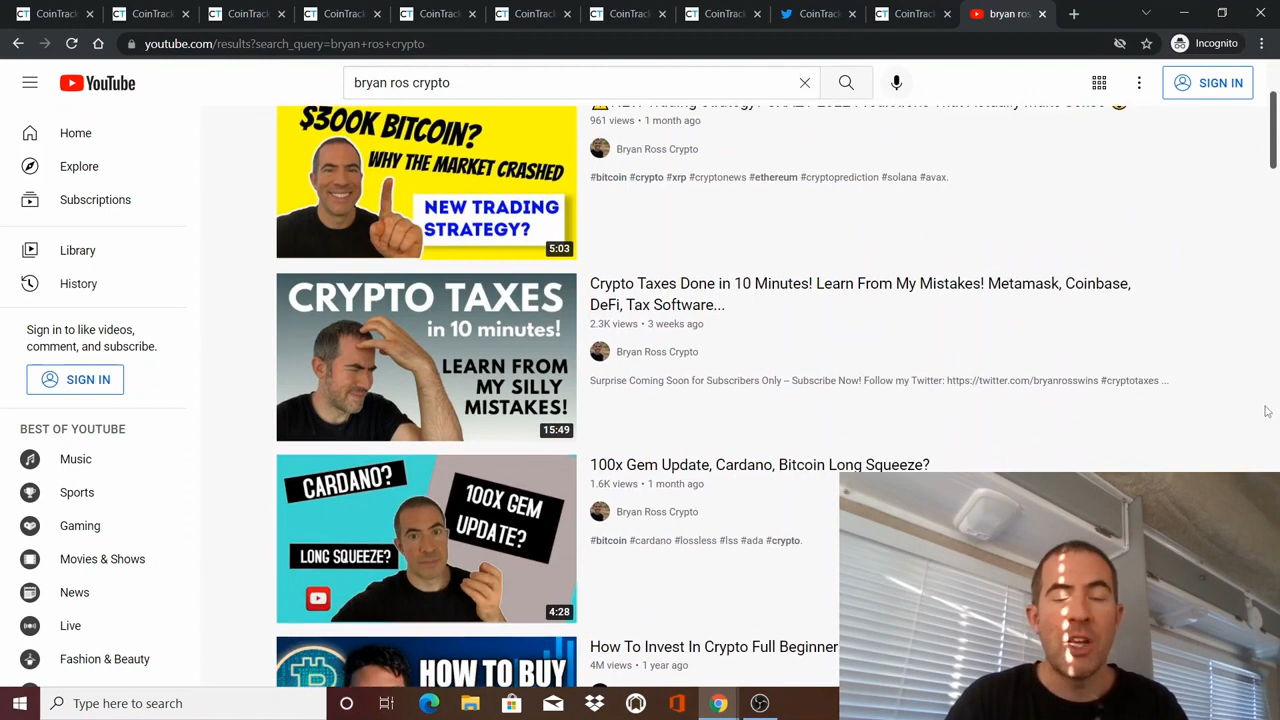 CT CoinTrack
CT CoinTrack
CT CoinTrack
CT CoinTrack
CT CoinTrack
CT CoinTrack
CT CoinTrack
CT CoinTrack
CoinTrack
CT CoinTrack
bryan ros
youtube.com/results?search_query=bryan+ros+crypto
Incognito
YouTube
bryan ros crypto
SIGN IN
Home
Explore
Subscriptions
Library
History
Sign in to like videos,
comment, and subscribe.
SIGN IN
BEST OF YOUTUBE
Music
Sports
Gaming
Movies & Shows
News
Live
Fashion & Beauty
$300K BITCOIN?
WHY THE MARKET CRASHED
NEW TRADING
STRATEGY?
5:03
961 views • 1 month ago
Bryan Ross Crypto
#bitcoin #crypto #xrp #cryptonews #ethereum #cryptoprediction #solana #avax.
CRYPTO TAXES
in 10 minutes!
LEARN FROM
MY SILLY
MISTAKES!
15:49
Crypto Taxes Done in 10 Minutes! Learn From My Mistakes! Metamask, Coinbase,
DeFi, Tax Software...
2.3K views • 3 weeks ago
Bryan Ross Crypto
Surprise Coming Soon for Subscribers Only -- Subscribe Now! Follow my Twitter: https://twitter.com/bryanrosswins #cryptotaxes ...
CARDANO?
100X GEM
UPDATE?
LONG SQUEEZE?
4:28
100x Gem Update, Cardano, Bitcoin Long Squeeze?
1.6K views • 1 month ago
Bryan Ross Crypto
#bitcoin #cardano #lossless #lss #ada #crypto.
HOW TO BUY
How To Invest In Crypto Full Beginner
4M views • 1 year ago
Type here to search